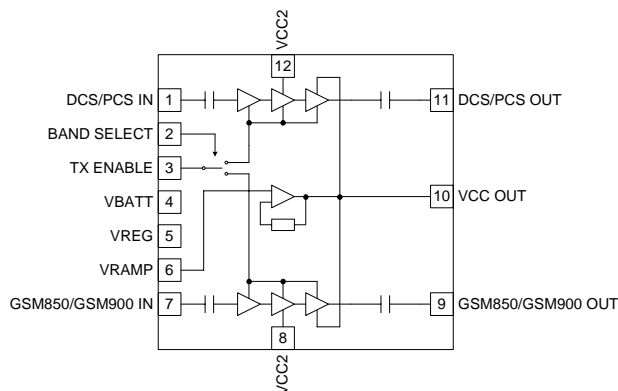 VCC2
12
DCS/PCS IN 1
11 DCS/PCS OUT
BAND SELECT 2
TX ENABLE 3
VBATT 4
10 VCC OUT
VREG 5
VRAMP 6
GSM850/GSM900 IN 7
9 GSM850/GSM900 OUT
8
VCC2